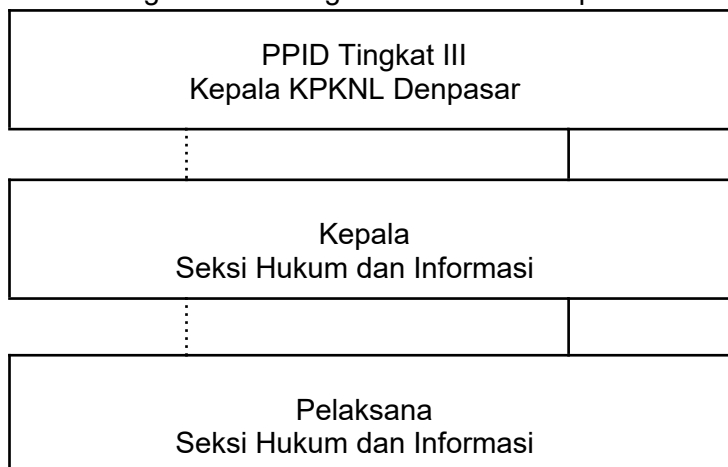 PPID Tingkat III
Kepala KPKNL Denpasar
Kepala
Seksi Hukum dan Informasi
Pelaksana
Seksi Hukum dan Informasi